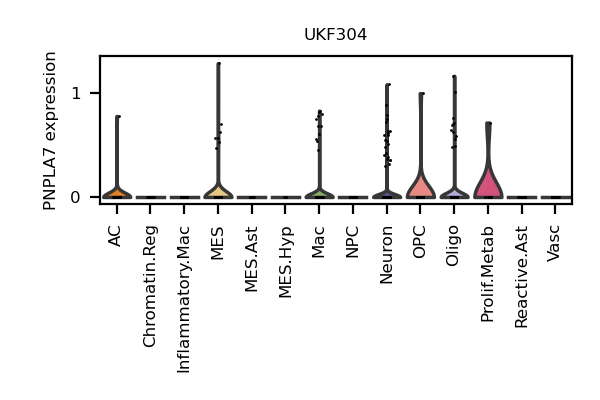 UKF304
PNPLA7 expression
1
0
AC
Chromatin.Reg
Inflammatory.Mac
MES
MES.Ast
MES.Hyp
Mac
NPC
Neuron
OPC
Oligo
Prolif.Metab
Reactive.Ast
Vasc